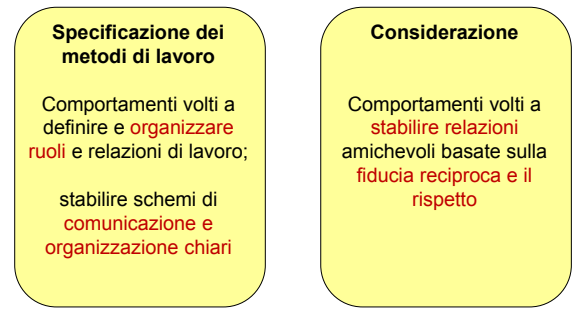 Specificazione dei
metodi di lavoro
Comportamenti volti a
definire e organizzare
ruoli e relazioni di lavoro;
stabilire schemi di
comunicazione e
organizzazione chiari
Considerazione
Comportamenti volti a
stabilire relazioni
amichevoli basate sulla
fiducia reciproca e il
rispetto